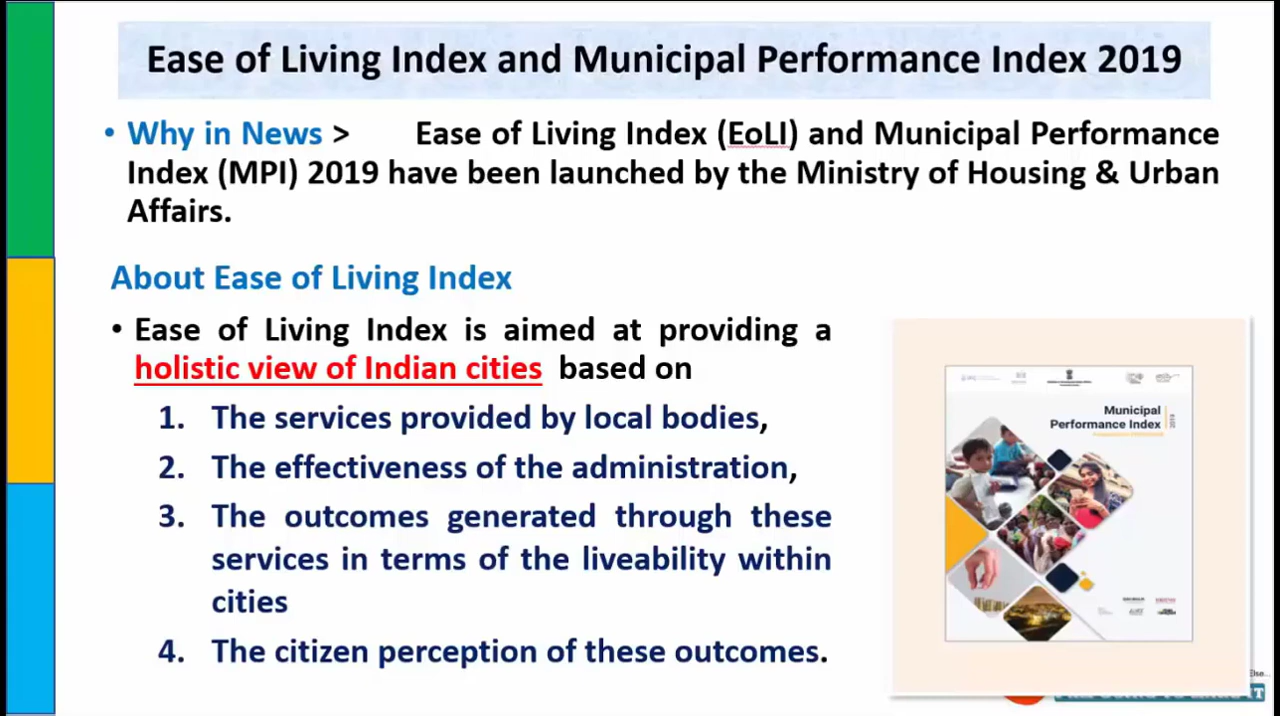 Ease of Living Index and Municipal Performance Index 2019
• Why in News > Ease of Living Index (EoLI) and Municipal Performance
Index (MPI) 2019 have been launched by the Ministry of Housing & Urban
Affairs.
About Ease of Living Index
• Ease of Living Index is aimed at providing a
holistic view of Indian cities based on
1. The services provided by local bodies,
2. The effectiveness of the administration,
3. The outcomes generated through these
services in terms of the liveability within
cities
4. The citizen perception of these outcomes.
Municipal
Performance Index
2019
Else...